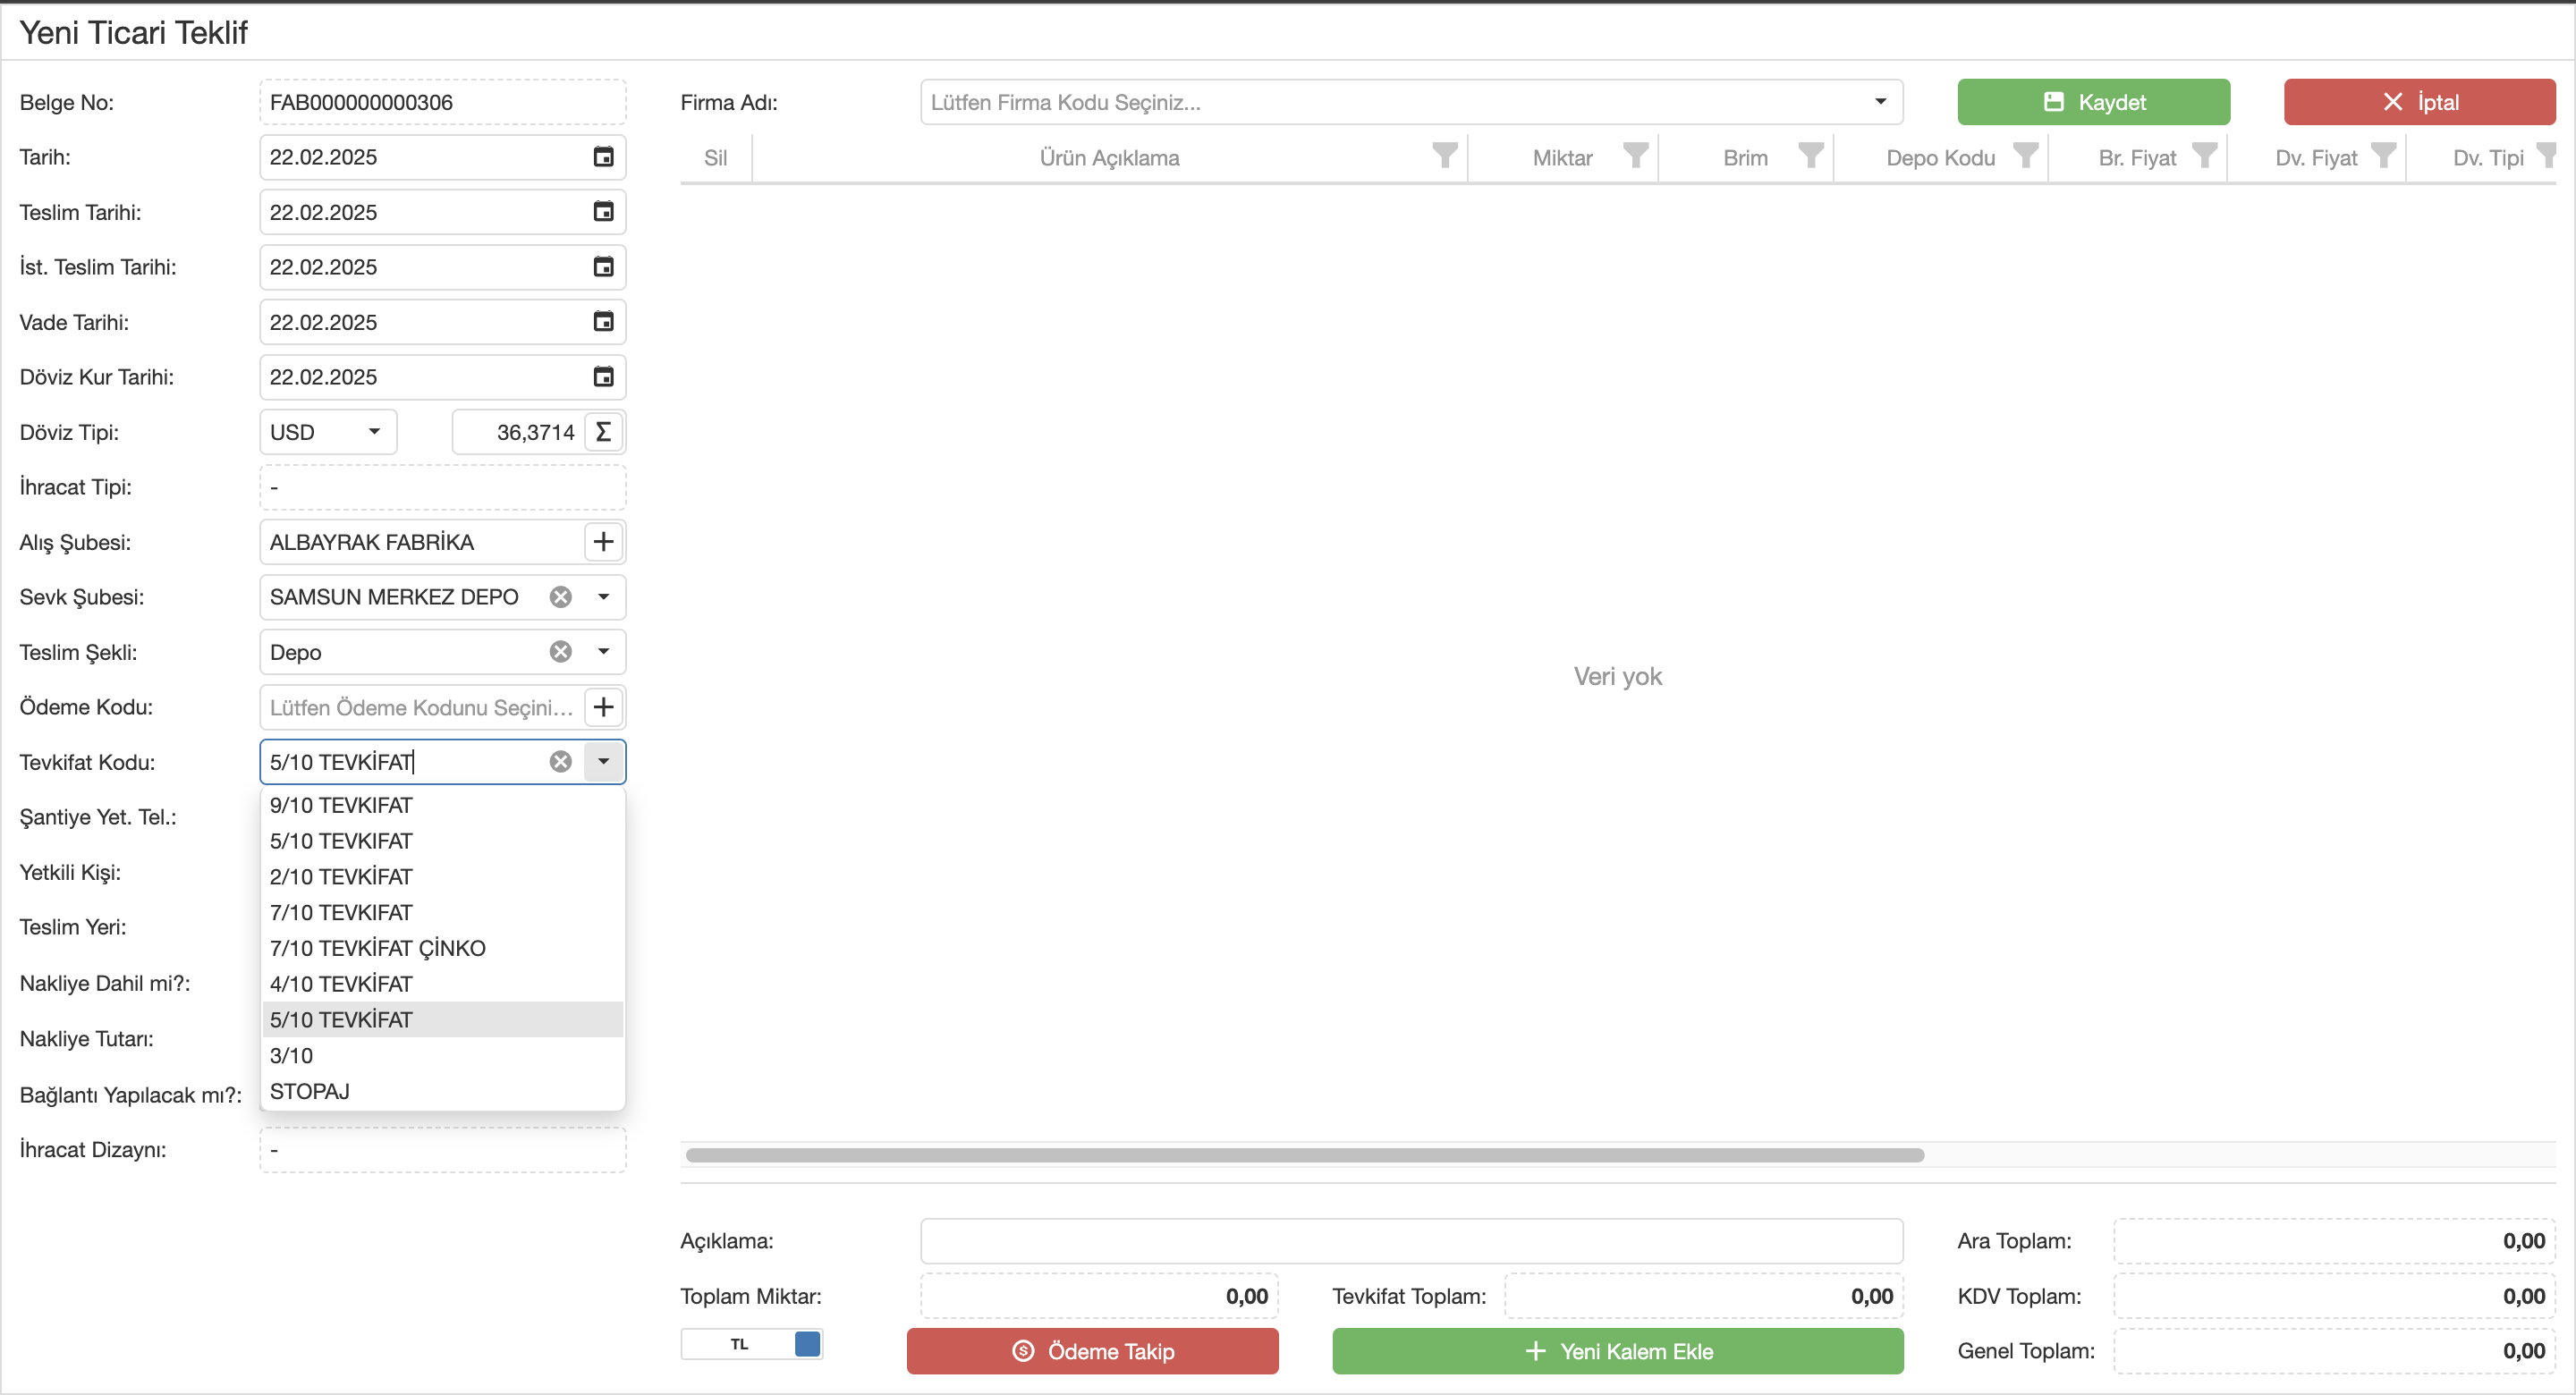 Yeni Ticari Teklif
Belge No: FAB000000000306
Tarih: 22.02.2025
Teslim Tarihi: 22.02.2025
İst. Teslim Tarihi: 22.02.2025
Vade Tarihi: 22.02.2025
Döviz Kur Tarihi: 22.02.2025
Döviz Tipi: USD 36,3714 Σ
İhracat Tipi: -
Alış Şubesi: ALBAYRAK FABRİKA
Sevk Şubesi: SAMSUN MERKEZ DEPO
Teslim Şekli: Depo
Ödeme Kodu: Lütfen Ödeme Kodunu Seçini...
Tevkifat Kodu: 5/10 TEVKİFAT
9/10 TEVKIFAT
5/10 TEVKIFAT
2/10 TEVKİFAT
7/10 TEVKIFAT
7/10 TEVKİFAT ÇİNKO
4/10 TEVKİFAT
5/10 TEVKİFAT
3/10
STOPAJ
Şantiye Yet. Tel.:
Yetkili Kişi:
Teslim Yeri:
Nakliye Dahil mi?:
Nakliye Tutarı:
Bağlantı Yapılacak mı?:
İhracat Dizaynı: -
Firma Adı: Lütfen Firma Kodu Seçiniz...
Kaydet
İptal
Sil Ürün Açıklama Miktar Brim Depo Kodu Br. Fiyat Dv. Fiyat Dv. Tipi
Veri yok
Açıklama:
Ara Toplam: 0,00
Toplam Miktar: 0,00
Tevkifat Toplam: 0,00
KDV Toplam: 0,00
TL
Ödeme Takip
Yeni Kalem Ekle
Genel Toplam: 0,00